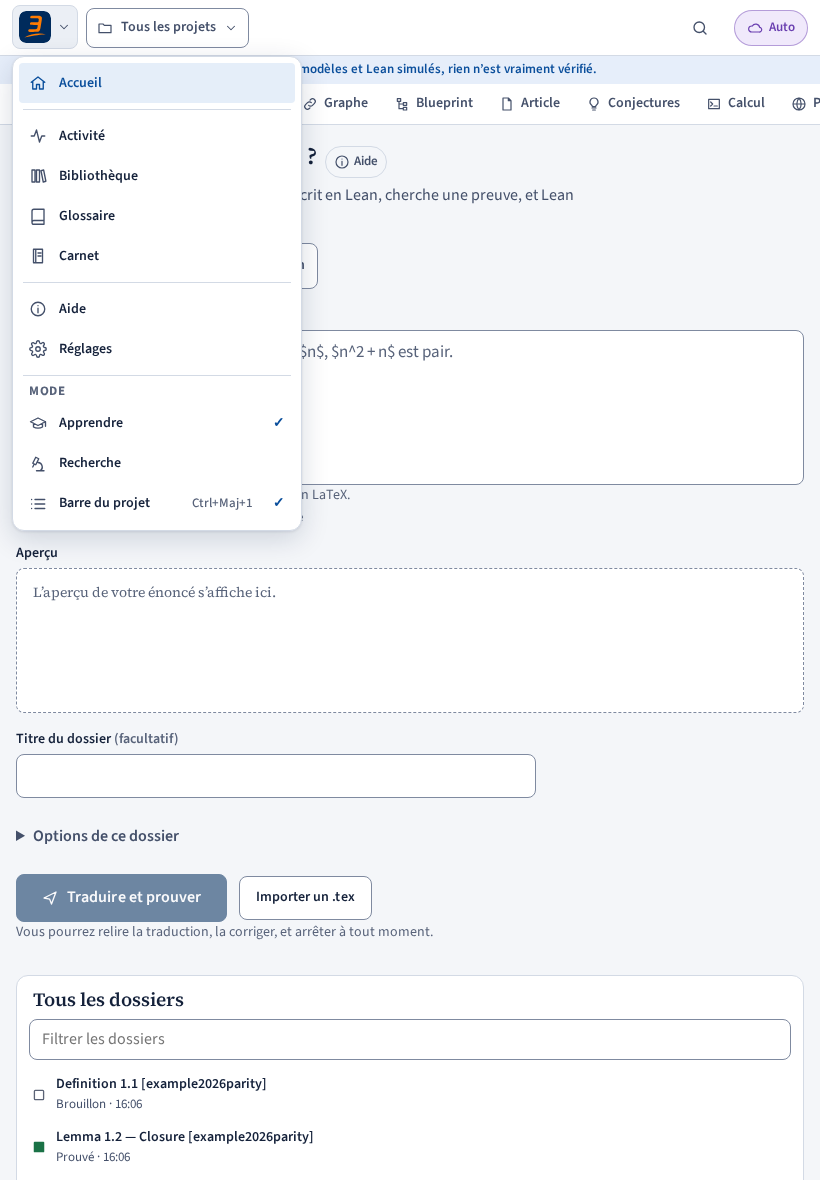 Tous les projets
Auto
modèles et Lean simulés, rien n’est vraiment vérifié.
Accueil
Activité
Bibliothèque
Glossaire
Carnet
Aide
Réglages
MODE
Apprendre ✓
Recherche
Barre du projet Ctrl+Maj+1 ✓
Graphe
Blueprint
Article
Conjectures
Calcul
P
? Aide
crit en Lean, cherche une preuve, et Lean
$n$, $n^2 + n$ est pair.
n LaTeX.
Aperçu
L’aperçu de votre énoncé s’affiche ici.
Titre du dossier (facultatif)
Options de ce dossier
Traduire et prouver
Importer un .tex
Vous pourrez relire la traduction, la corriger, et arrêter à tout moment.
Tous les dossiers
Filtrer les dossiers
Definition 1.1 [example2026parity]
Brouillon · 16:06
Lemma 1.2 — Closure [example2026parity]
Prouvé · 16:06